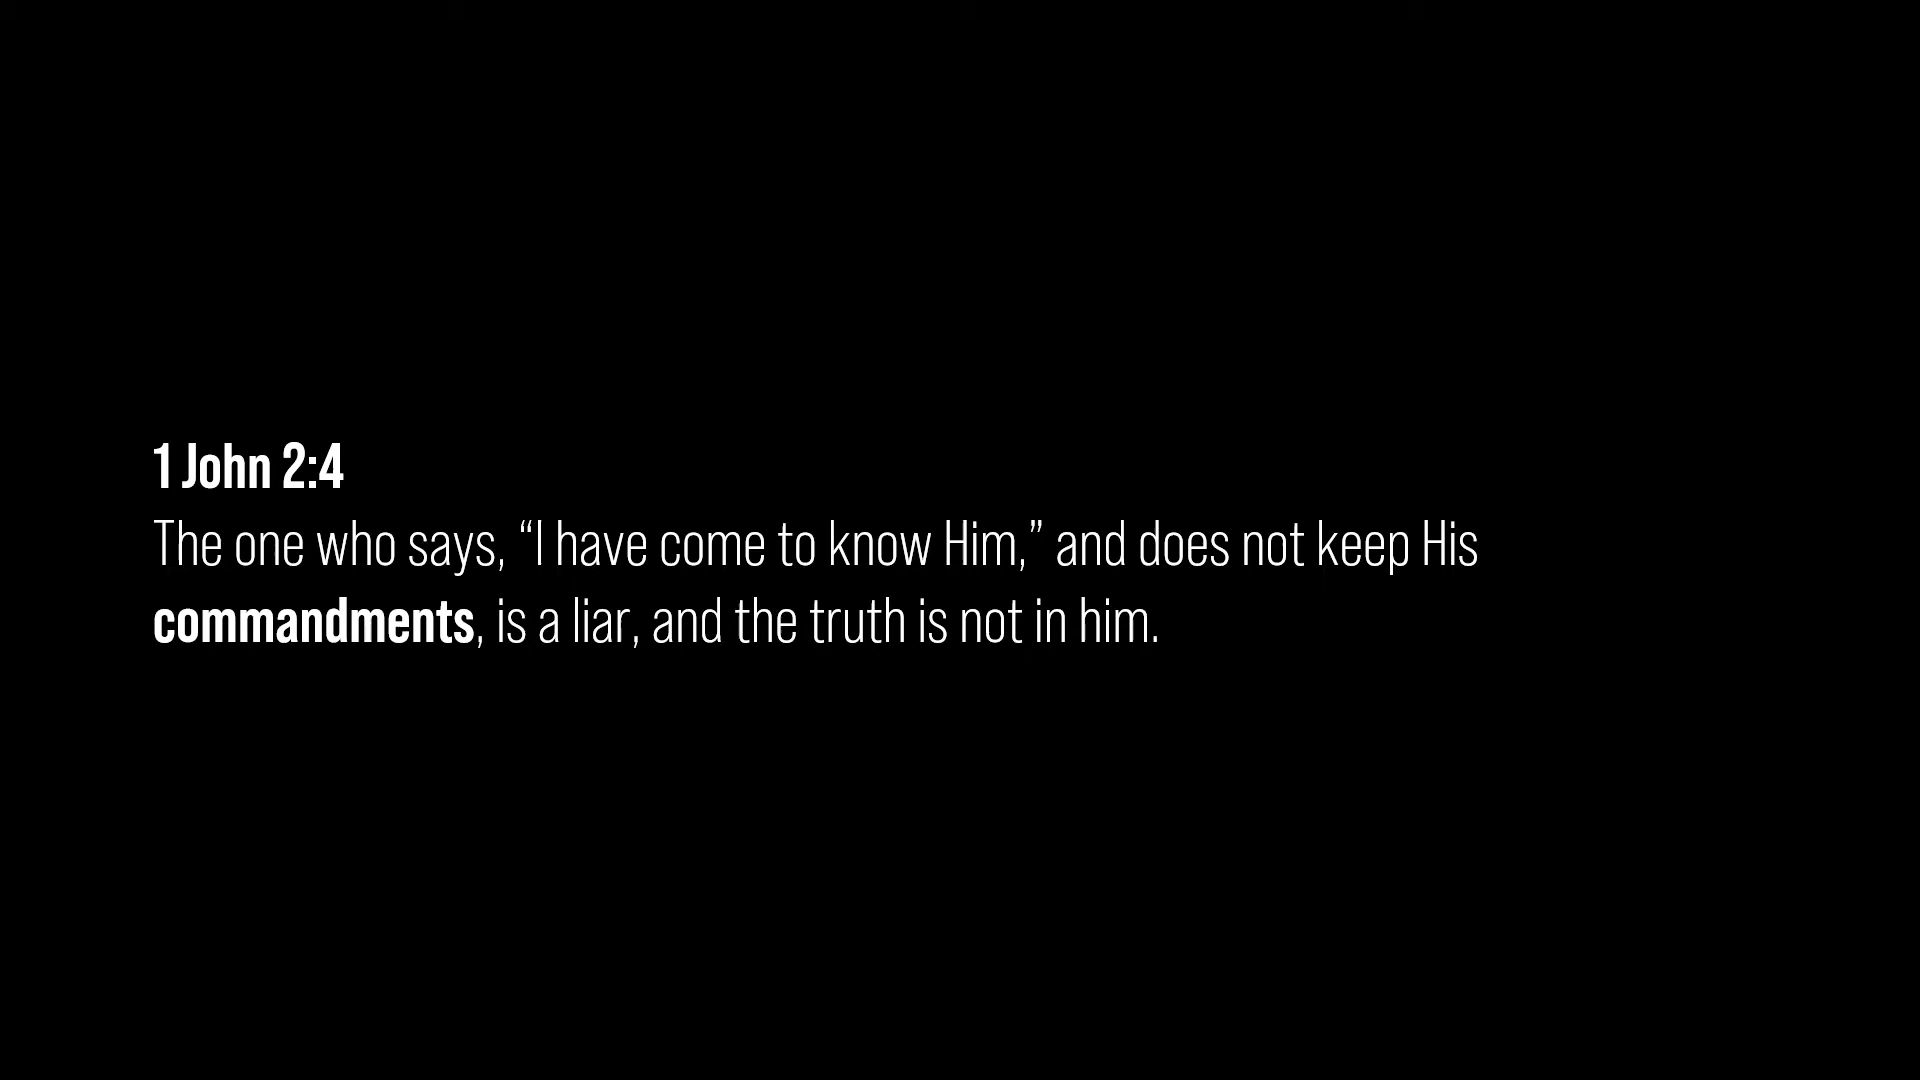 1 John 2:4
The one who says, “I have come to know Him,” and does not keep His
commandments, is a liar, and the truth is not in him.